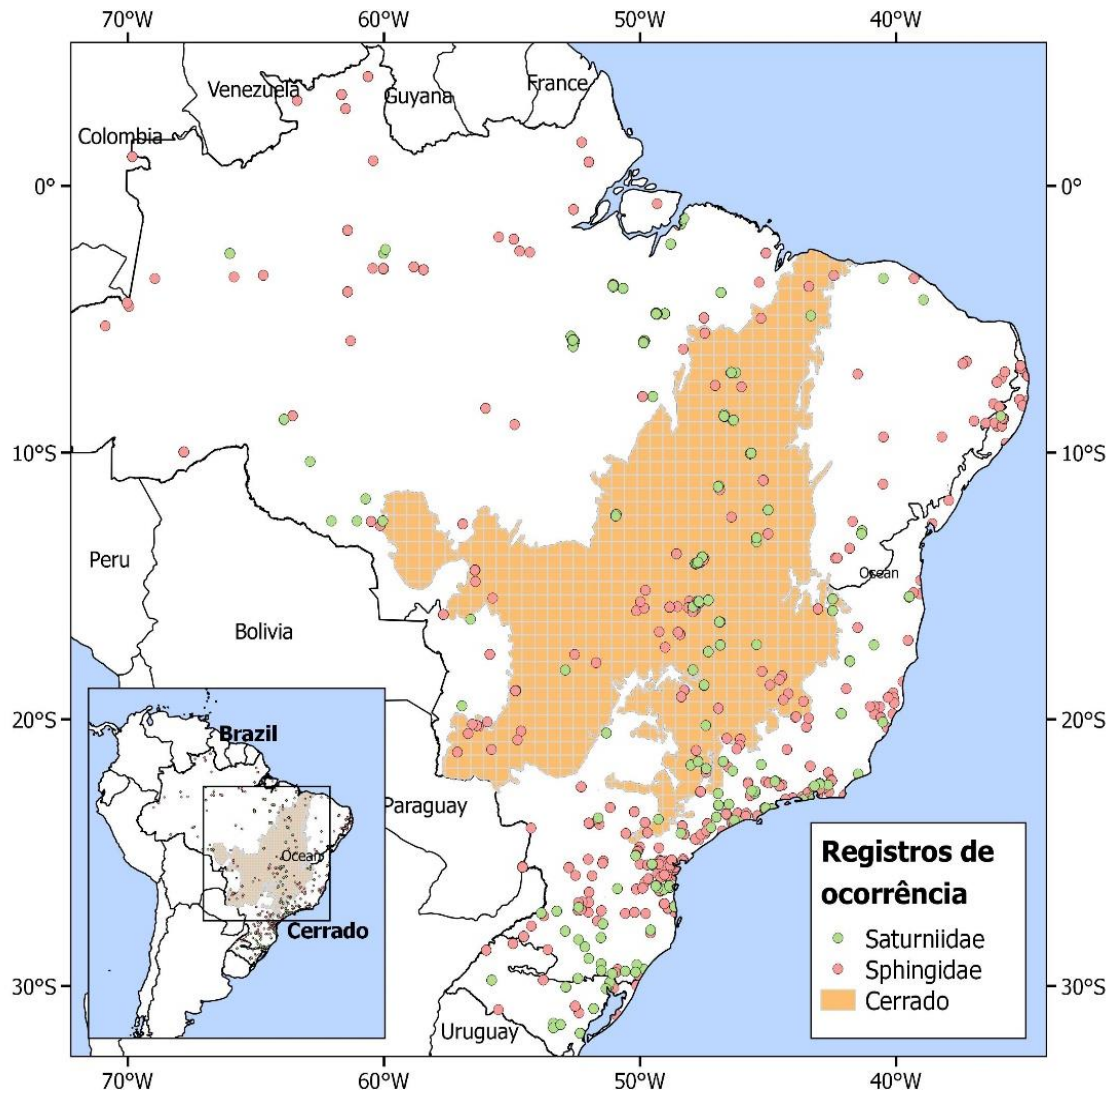 70°W 60°W 50°W 40°W
Venezuela
Guyana
France
Colombia
0° 0°
10°S 10°S
Peru
Ocean
Bolivia
20°S 20°S
Brazil
Paraguay
Ocean
Cerrado
Registros de
ocorrência
Saturniidae
Sphingidae
Cerrado
30°S 30°S
Uruguay
70°W 60°W 50°W 40°W